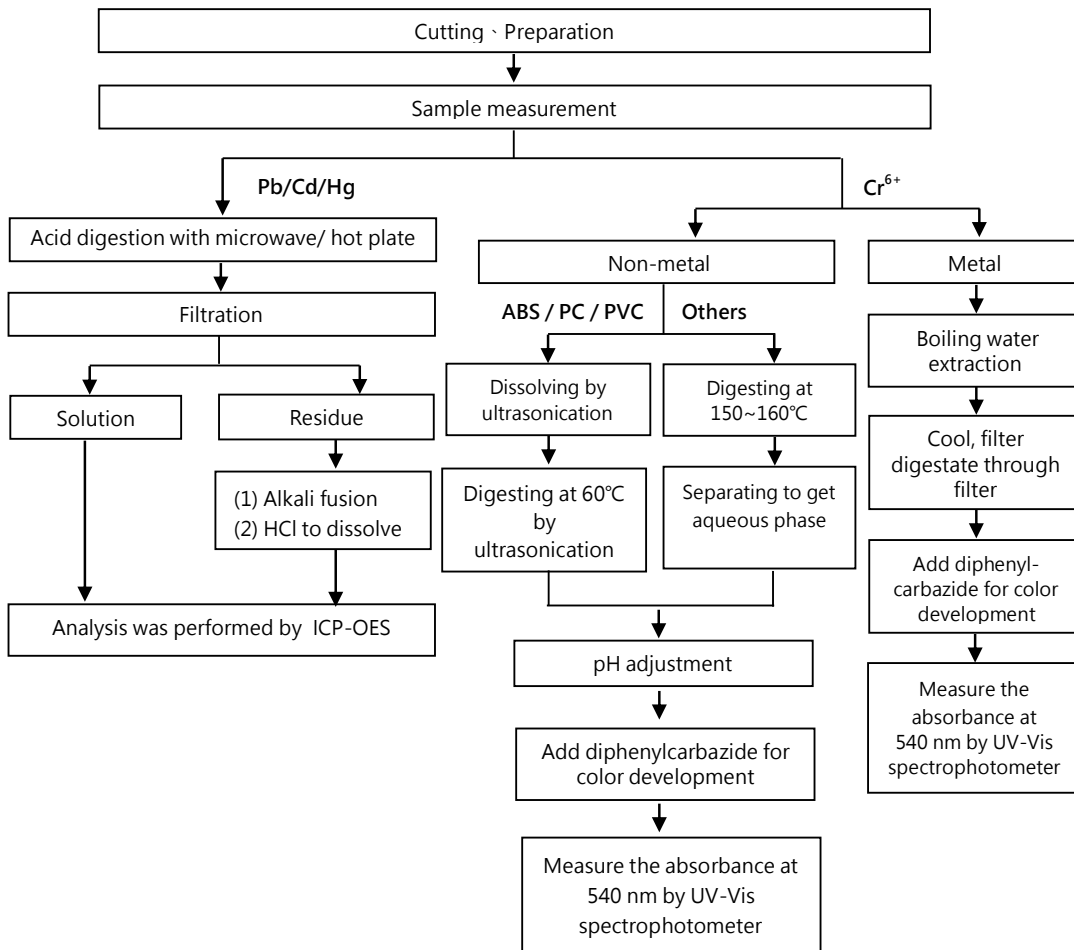 Cutting、Preparation
Sample measurement
Pb/Cd/Hg
Cr⁶⁺
Acid digestion with microwave/ hot plate
Filtration
Solution
Residue
(1) Alkali fusion
(2) HCl to dissolve
Analysis was performed by ICP-OES
Non-metal
ABS / PC / PVC
Others
Dissolving by
ultrasonication
Digesting at
150~160℃
Digesting at 60℃
by
ultrasonication
Separating to get
aqueous phase
pH adjustment
Add diphenylcarbazide for
color development
Measure the absorbance at
540 nm by UV-Vis
spectrophotometer
Metal
Boiling water
extraction
Cool, filter
digestate through
filter
Add diphenyl-
carbazide for color
development
Measure the
absorbance at
540 nm by UV-Vis
spectrophotometer